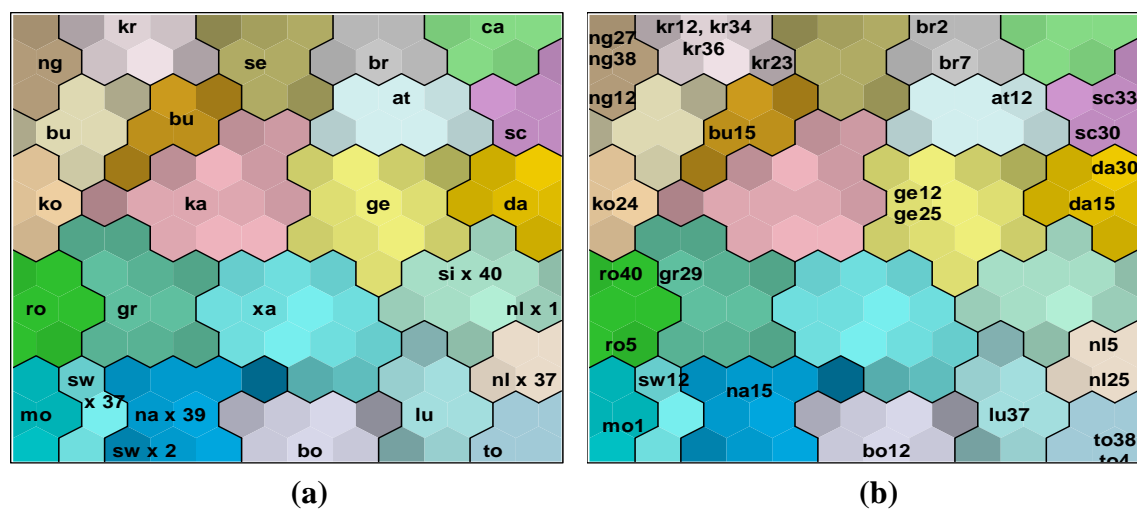 kr
ca
ng
se
br
at
bu
bu
sc
ko
ka
ge
da
si x 40
ro
gr
xa
nl x 1
sw
x 37
nl x 37
mo
na x 39
lu
sw x 2
bo
to
(a)
kr12, kr34
br2
ng27
kr36
ng38
kr23
br7
ng12
at12
sc33
bu15
sc30
da30
ge12
ko24
da15
ge25
ro40
gr29
ro5
nl5
sw12
nl25
na15
mo1
lu37
to38
bo12
to4
(b)